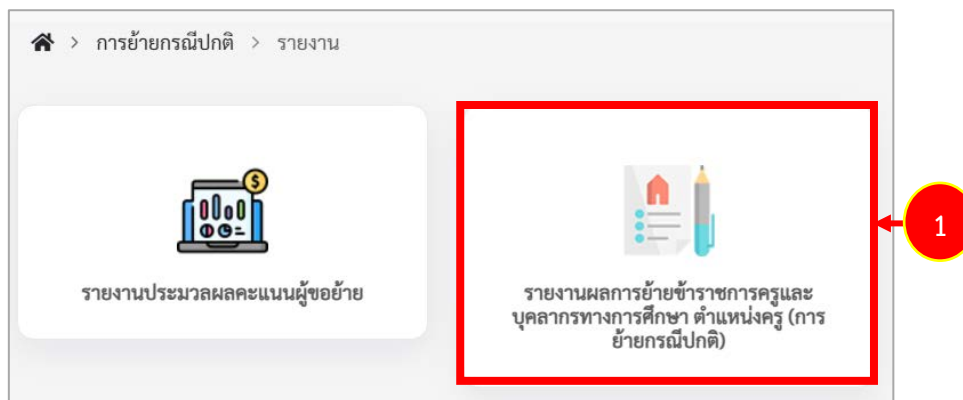 > การย้ายกรณีปกติ > รายงาน
$
รายงานประมวลผลคะแนนผู้ขอย้าย
รายงานผลการย้ายข้าราชการครูและ
บุคลากรทางการศึกษา ตำแหน่งครู (การ
ย้ายกรณีปกติ)
1